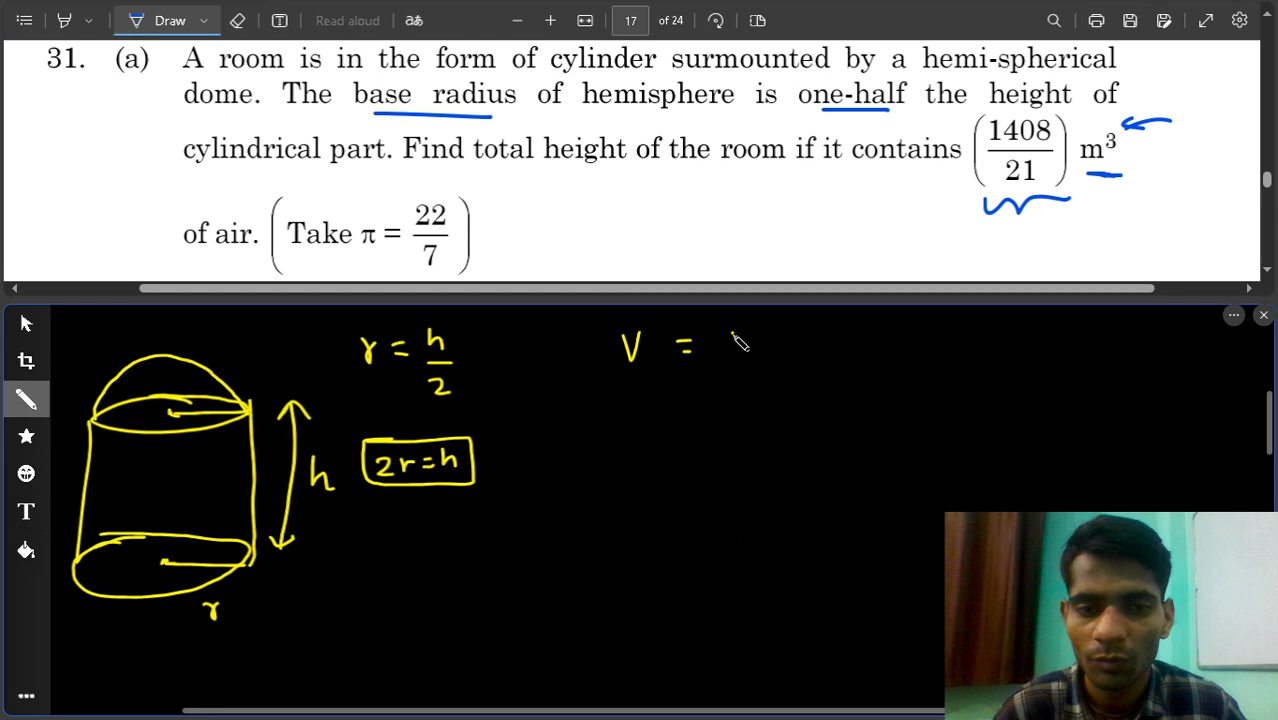 Draw
Read aloud
aあ
17 of 24
31. (a) A room is in the form of cylinder surmounted by a hemi-spherical
dome. The base radius of hemisphere is one-half the height of
cylindrical part. Find total height of the room if it contains (1408/21) m³
of air. (Take π = 22/7)
r = h/2
V =
2r=h
h
r
T